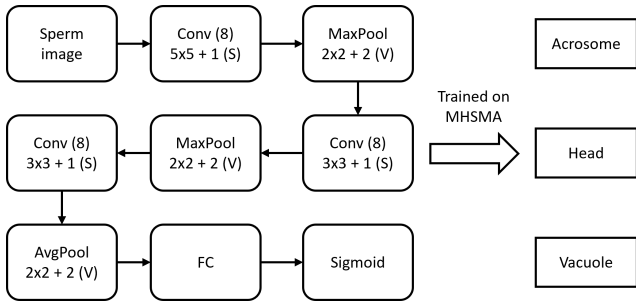 Sperm
image
Conv (8)
5x5 + 1 (S)
MaxPool
2x2 + 2 (V)
Acrosome
Trained on
MHSMA
Conv (8)
3x3 + 1 (S)
MaxPool
2x2 + 2 (V)
Conv (8)
3x3 + 1 (S)
Head
AvgPool
2x2 + 2 (V)
FC
Sigmoid
Vacuole